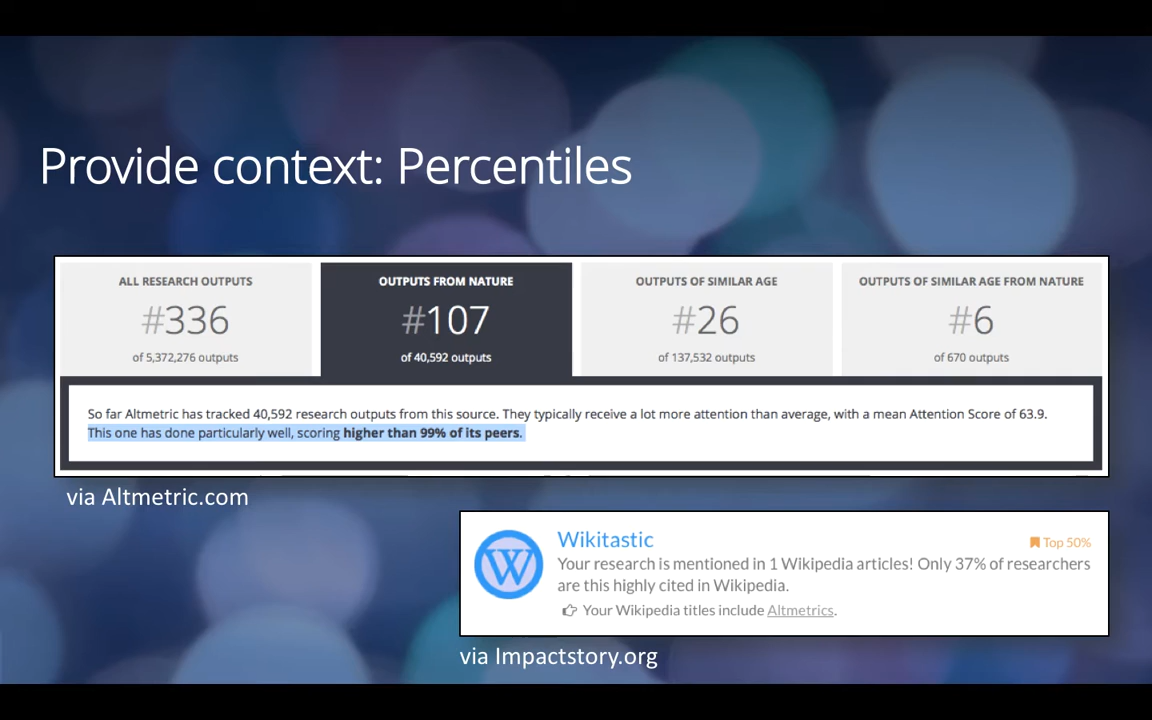 Provide context: Percentiles
ALL RESEARCH OUTPUTS
#336
of 5,372,276 outputs
OUTPUTS FROM NATURE
#107
of 40,592 outputs
OUTPUTS OF SIMILAR AGE
#26
of 137,532 outputs
OUTPUTS OF SIMILAR AGE FROM NATURE
#6
of 670 outputs
So far Altmetric has tracked 40,592 research outputs from this source. They typically receive a lot more attention than average, with a mean Attention Score of 63.9.
This one has done particularly well, scoring higher than 99% of its peers.
via Altmetric.com
Wikitastic
Top 50%
Your research is mentioned in 1 Wikipedia articles! Only 37% of researchers
are this highly cited in Wikipedia.
Your Wikipedia titles include Altmetrics.
via Impactstory.org